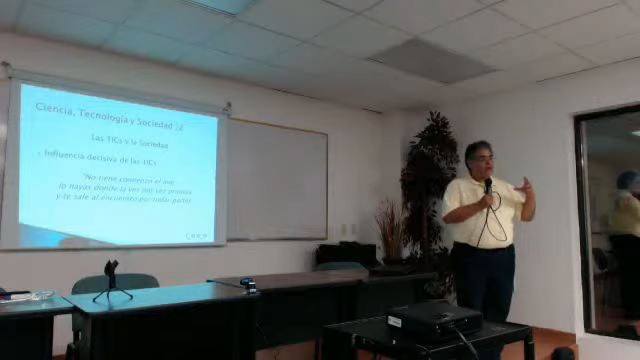 Ciencia, Tecnología y Sociedad
Las TICs y la Sociedad
Influencia decisiva de las TICs
"No tiene comienzo el mar
lo hayas donde la ves por vez primera
y te sale al encuentro por todas partes